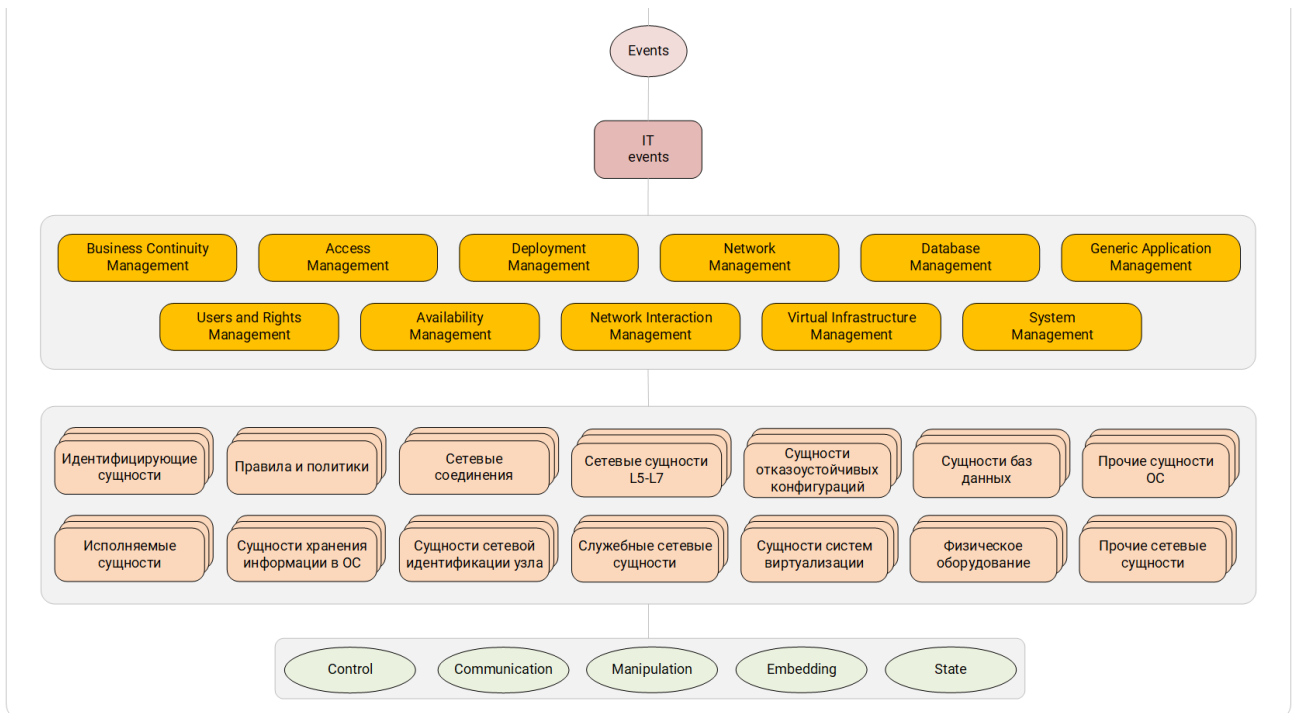 Events
IT
events
Business Continuity
Management
Access
Management
Deployment
Management
Network
Management
Database
Management
Generic Application
Management
Users and Rights
Management
Availability
Management
Network Interaction
Management
Virtual Infrastructure
Management
System
Management
Идентифицирующие
сущности
Правила и политики
Сетевые
соединения
Сетевые сущности
L5-L7
Сущности
отказоустойчивых
конфигураций
Сущности баз
данных
Прочие сущности
ОС
Исполняемые
сущности
Сущности хранения
информации в ОС
Сущности сетевой
идентификации узла
Служебные сетевые
сущности
Сущности систем
виртуализации
Физическое
оборудование
Прочие сетевые
сущности
Control
Communication
Manipulation
Embedding
State